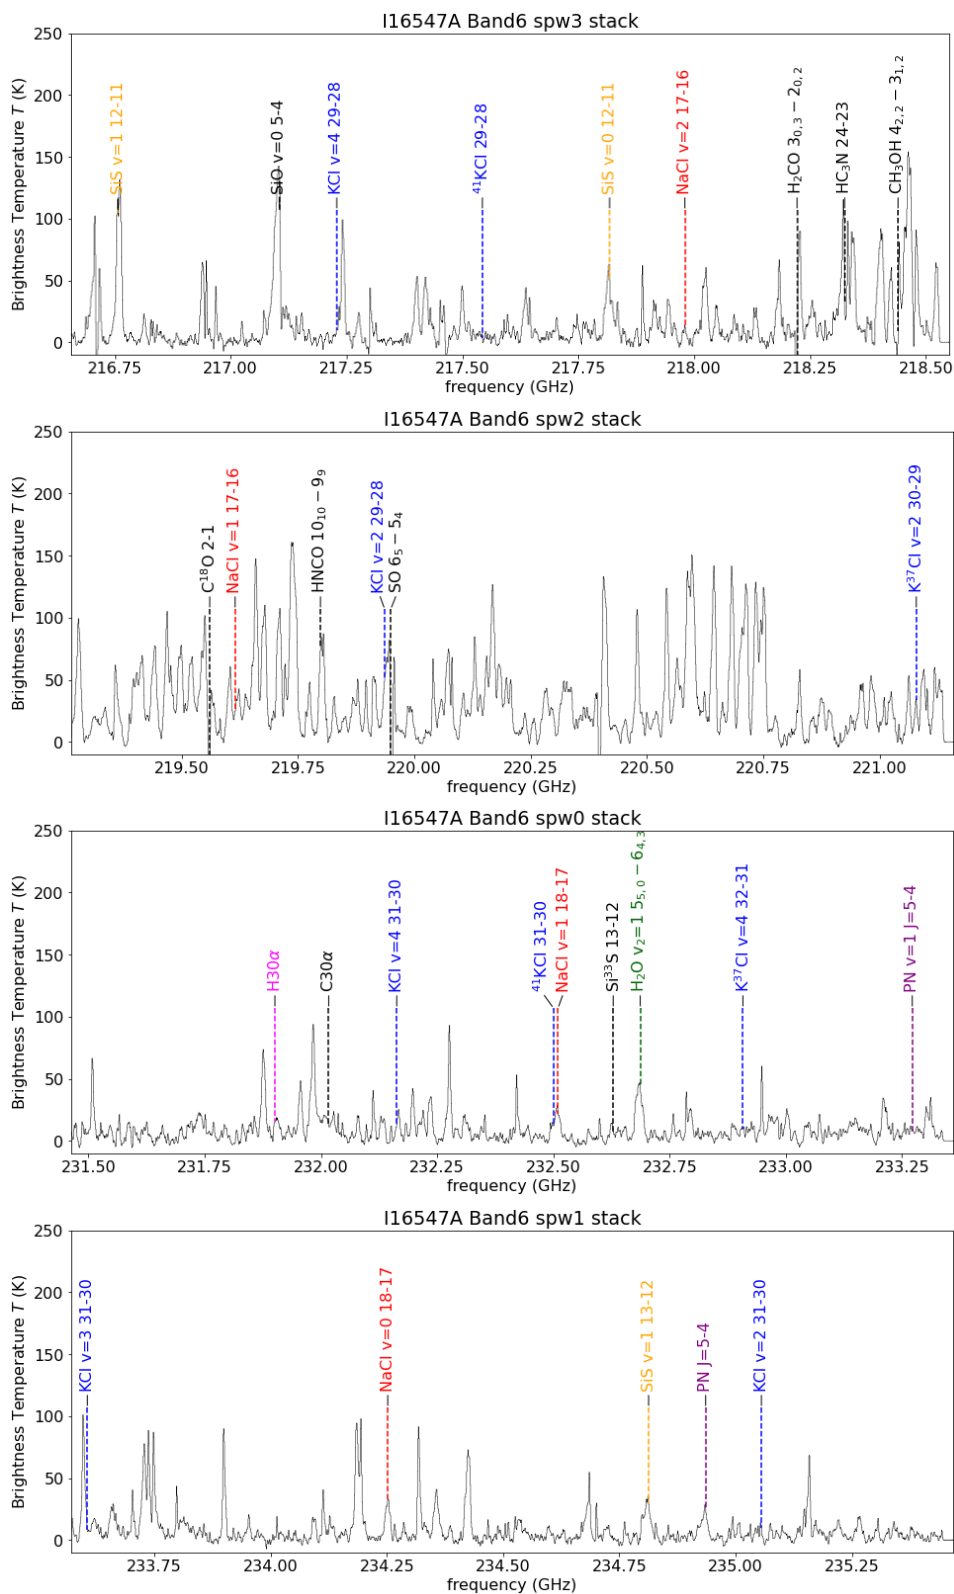 I16547A Band6 spw3 stack
250
200
150
100
50
0
Brightness Temperature T (K)
SiS v=1 12-11
SiO v=0 5-4
KCl v=4 29-28
⁴¹KCl 29-28
SiS v=0 12-11
NaCl v=2 17-16
H₂CO 3₀,₃ − 2₀,₂
HC₃N 24-23
CH₃OH 4₂,₂ − 3₁,₂
216.75 217.00 217.25 217.50 217.75 218.00 218.25 218.50
frequency (GHz)
I16547A Band6 spw2 stack
250
200
150
100
50
0
Brightness Temperature T (K)
C¹⁸O 2-1
NaCl v=1 17-16
HNCO 10₁₀ − 9₉
KCl v=2 29-28
SO 6₅ − 5₄
K³⁷Cl v=2 30-29
219.50 219.75 220.00 220.25 220.50 220.75 221.00
frequency (GHz)
I16547A Band6 spw0 stack
250
200
150
100
50
0
Brightness Temperature T (K)
H30α
C30α
KCl v=4 31-30
⁴¹KCl 31-30
NaCl v=1 18-17
Si³³S 13-12
H₂O v₂=1 5₅,₀ − 6₄,₃
K³⁷Cl v=4 32-31
PN v=1 J=5-4
231.50 231.75 232.00 232.25 232.50 232.75 233.00 233.25
frequency (GHz)
I16547A Band6 spw1 stack
250
200
150
100
50
0
Brightness Temperature T (K)
KCl v=3 31-30
NaCl v=0 18-17
SiS v=1 13-12
PN J=5-4
KCl v=2 31-30
233.75 234.00 234.25 234.50 234.75 235.00 235.25
frequency (GHz)